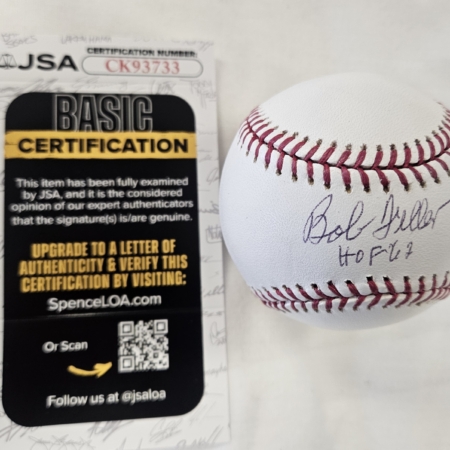 JSA
CERTIFICATION NUMBER
CK93733
BASIC
CERTIFICATION
This item has been fully examined
by JSA, and it is the considered
opinion of our expert authenticators
that the signature(s) is/are genuine.
UPGRADE TO A LETTER OF
AUTHENTICITY & VERIFY THIS
CERTIFICATION BY VISITING:
SpenceLOA.com
Or Scan
Follow us at @jsaloa
Bob Feller
HOF 62